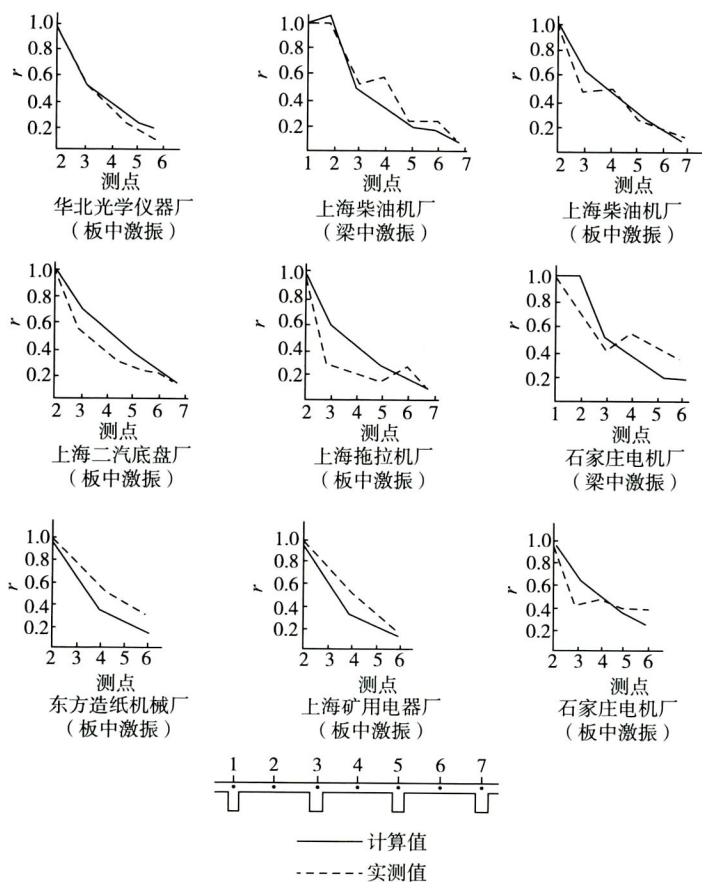 1.0
0.8
0.6
0.4
0.2
r
2 3 4 5 6
测点
华北光学仪器厂
（板中激振）
1.0
0.8
0.6
0.4
0.2
r
1 2 3 4 5 6 7
测点
上海柴油机厂
（梁中激振）
1.0
0.8
0.6
0.4
0.2
r
2 3 4 5 6 7
测点
上海柴油机厂
（板中激振）
1.0
0.8
0.6
0.4
0.2
r
2 3 4 5 6 7
测点
上海二汽底盘厂
（板中激振）
1.0
0.8
0.6
0.4
0.2
r
2 3 4 5 6 7
测点
上海拖拉机厂
（板中激振）
1.0
0.8
0.6
0.4
0.2
r
1 2 3 4 5 6
测点
石家庄电机厂
（梁中激振）
1.0
0.8
0.6
0.4
0.2
r
2 3 4 5 6
测点
东方造纸机械厂
（板中激振）
1.0
0.8
0.6
0.4
0.2
r
2 3 4 5 6
测点
上海矿用电器厂
（板中激振）
1.0
0.8
0.6
0.4
0.2
r
2 3 4 5 6
测点
石家庄电机厂
（板中激振）
1 2 3 4 5 6 7
计算值
实测值